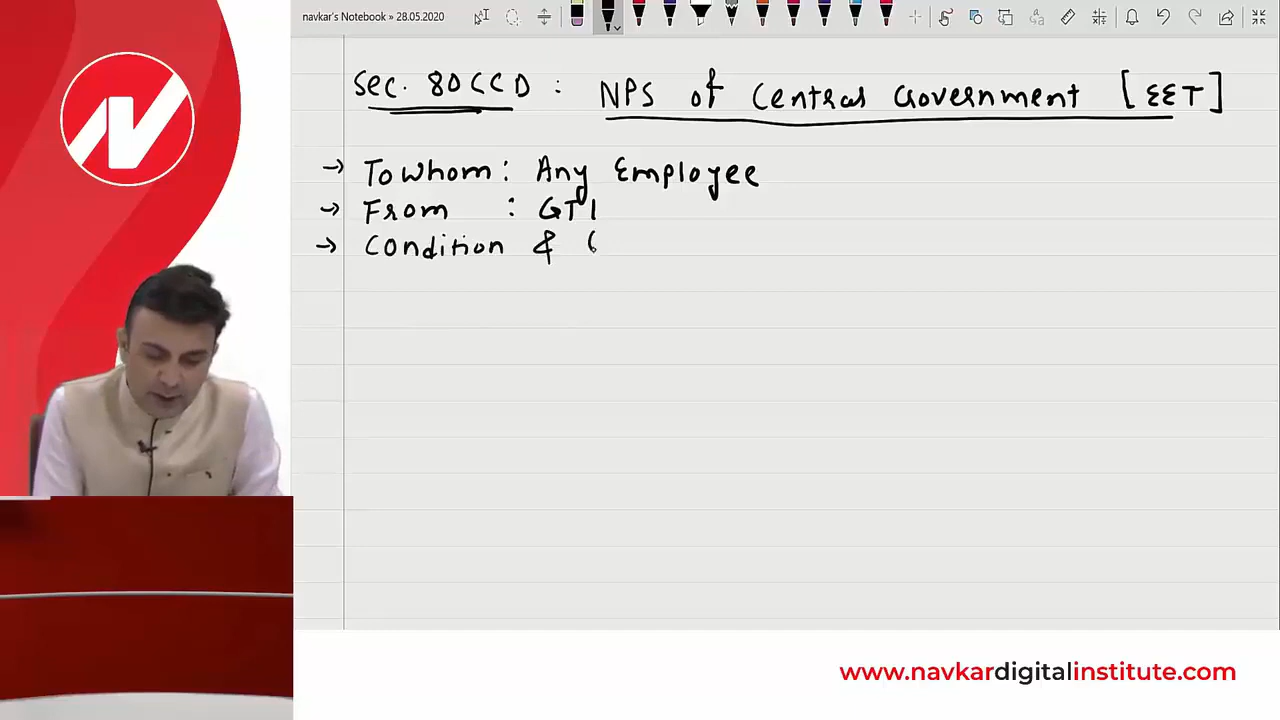 navkar's Notebook » 28.05.2020
Sec. 80CCD : NPS of Central Government [EET]
→ To whom : Any Employee
→ From : GTI
→ Condition &
N
www.navkardigitalinstitute.com